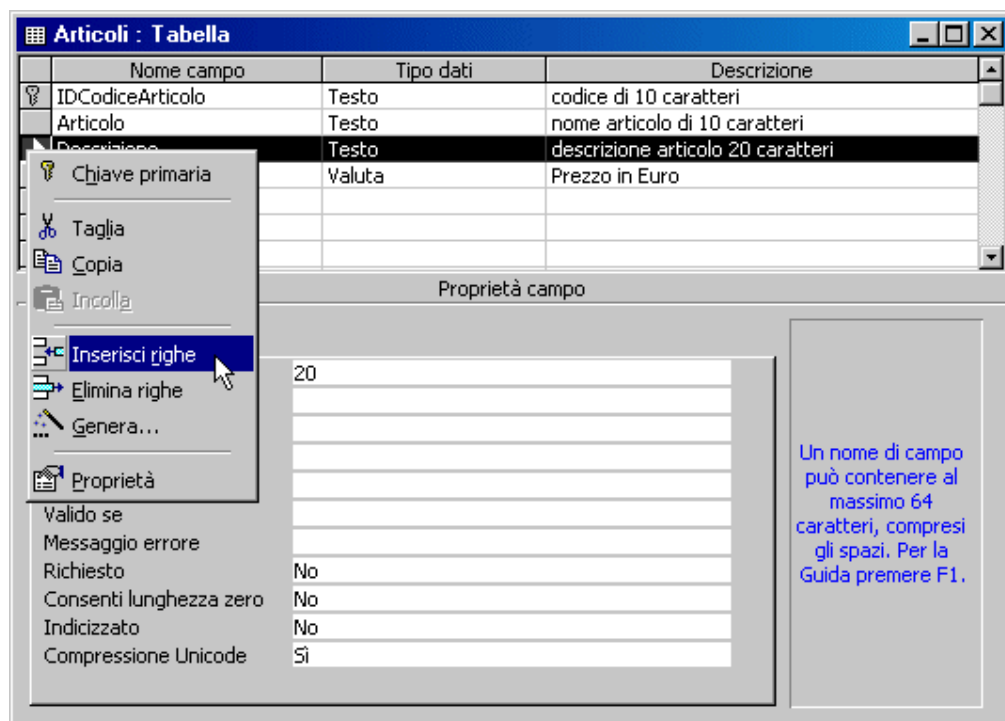 Articoli : Tabella
Nome campo Tipo dati Descrizione
IDCodiceArticolo Testo codice di 10 caratteri
Articolo Testo nome articolo di 10 caratteri
Descrizione Testo descrizione articolo 20 caratteri
Chiave primaria Valuta Prezzo in Euro
Taglia
Copia
Proprietà campo
Incolla
Inserisci righe
20
Elimina righe
Genera...
Proprietà
Valido se
Messaggio errore
Richiesto No
Consenti lunghezza zero No
Indicizzato No
Compressione Unicode Sì
Un nome di campo
può contenere al
massimo 64
caratteri, compresi
gli spazi. Per la
Guida premere F1.